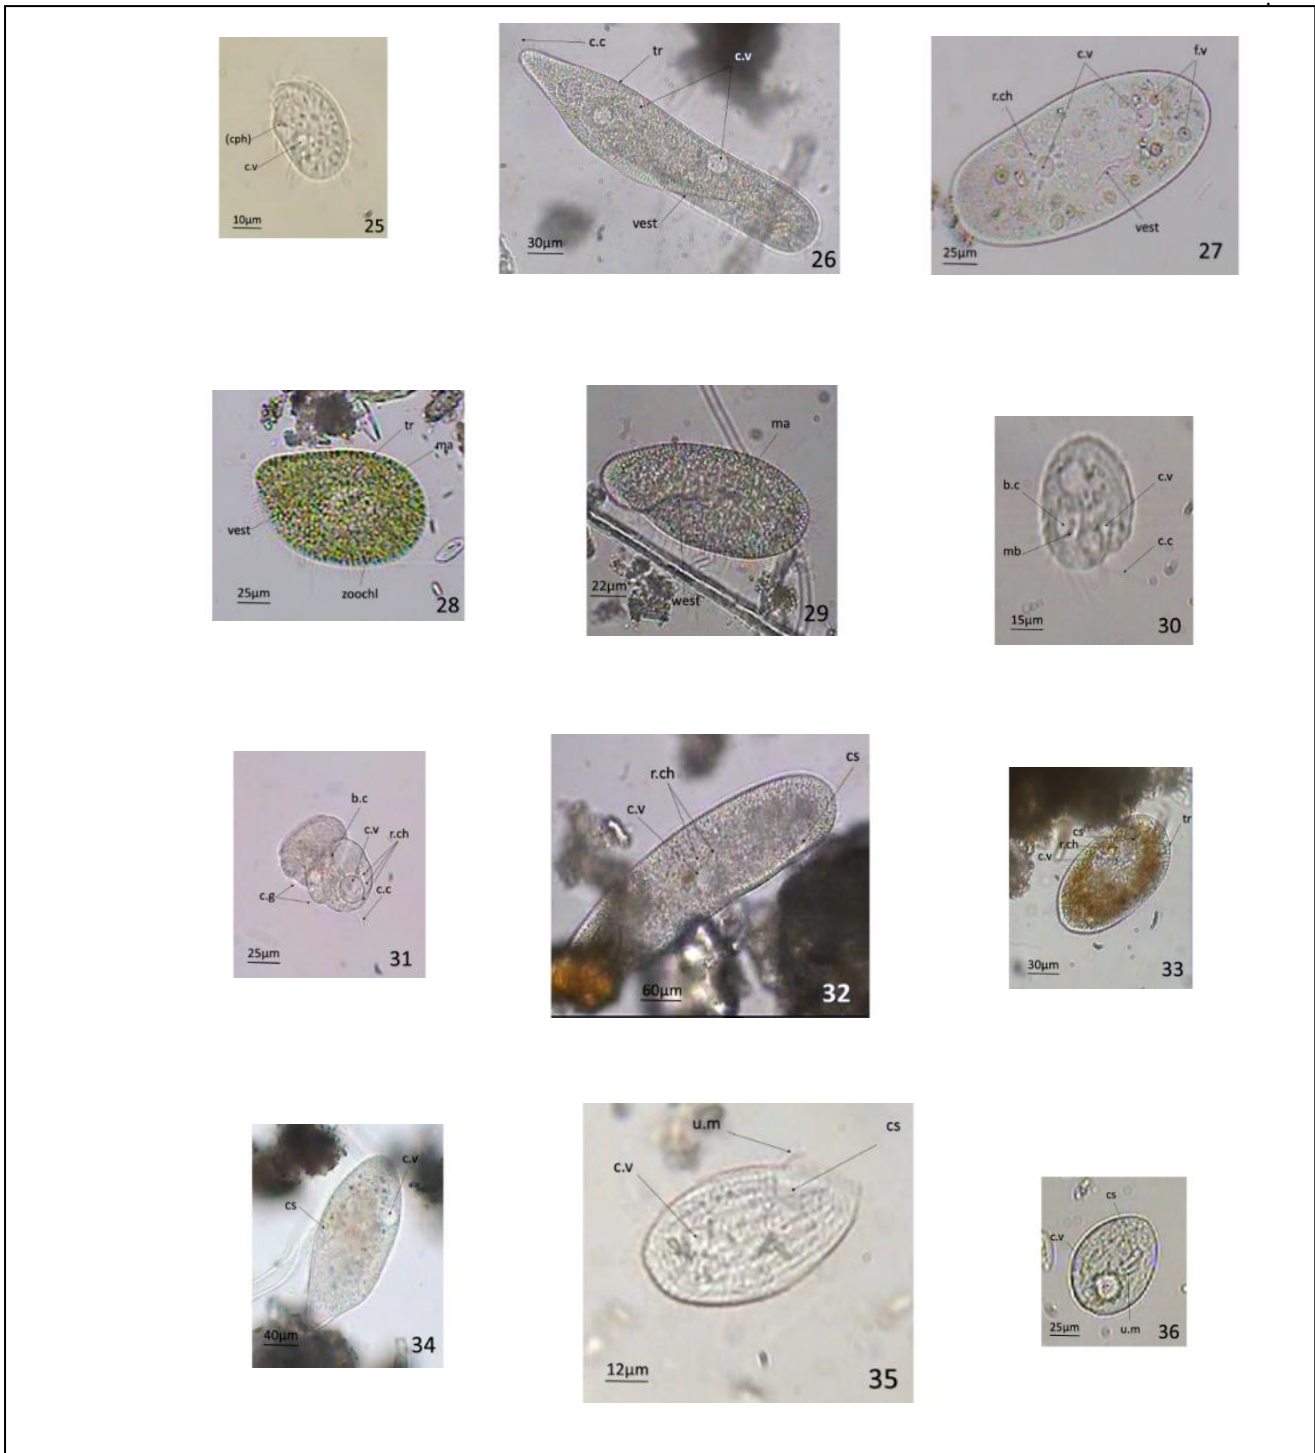 (cph)
c.v
10µm
25
c.c
tr
c.v
vest
30µm
26
c.v
f.v
r.ch
vest
25µm
27
tr
ma
vest
zoochl
25µm
28
ma
west
22µm
29
b.c
c.v
mb
c.c
15µm
30
b.c
c.v
r.ch
c.c
c.g
25µm
31
cs
r.ch
c.v
60µm
32
cs
r.ch
tr
c.v
30µm
33
c.v
cs
40µm
34
u.m
cs
c.v
12µm
35
cs
c.v
u.m
25µm
36